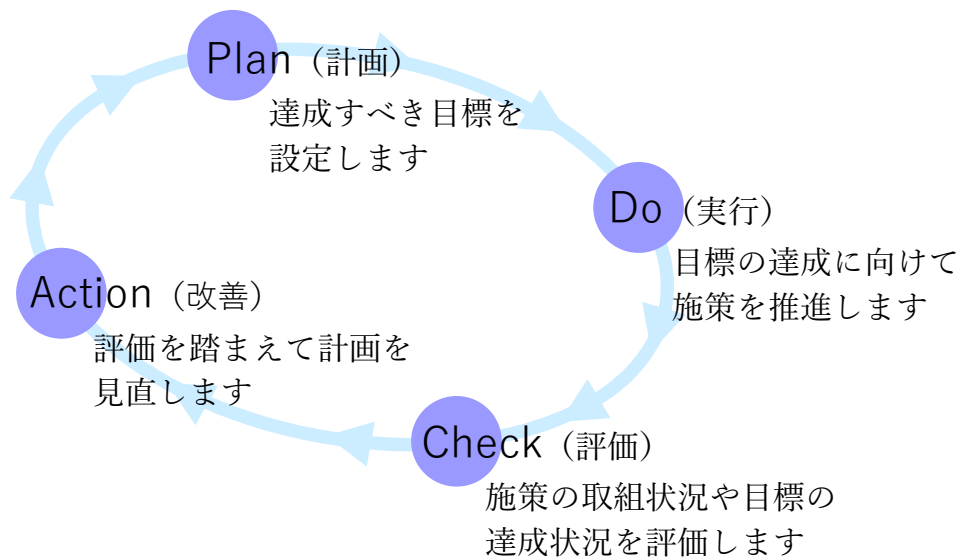 Plan（計画）
達成すべき目標を
設定します
Do（実行）
目標の達成に向けて
施策を推進します
Check（評価）
施策の取組状況や目標の
達成状況を評価します
Action（改善）
評価を踏まえて計画を
見直します